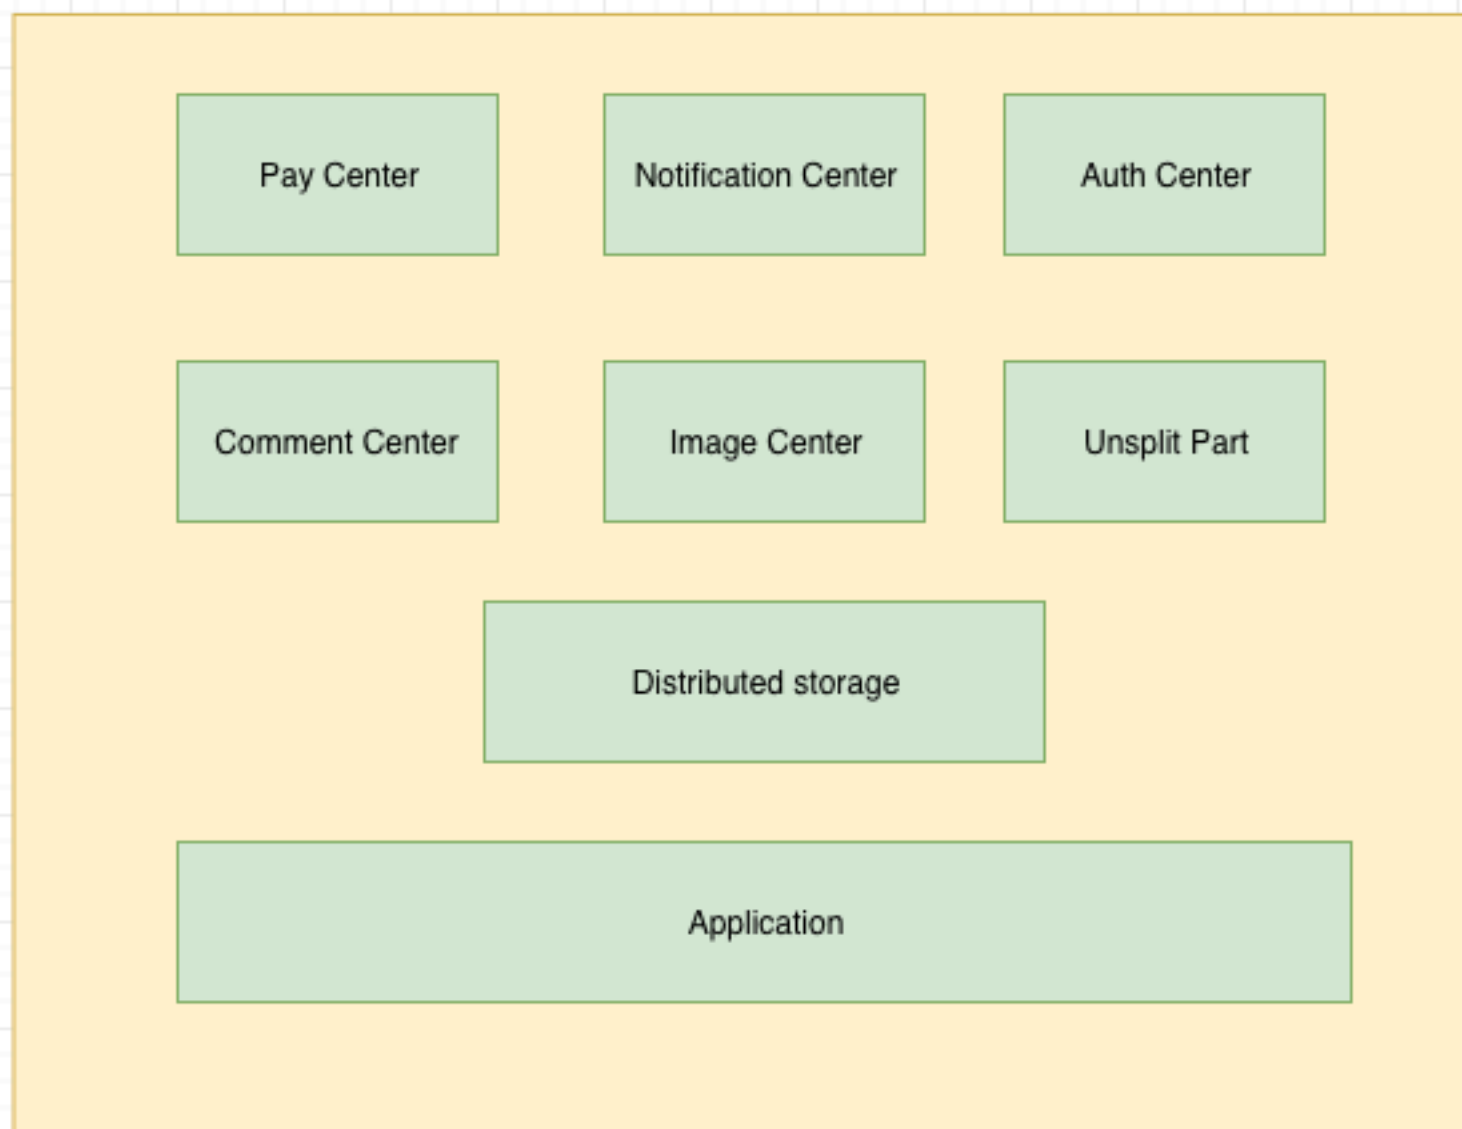 Pay Center
Notification Center
Auth Center
Comment Center
Image Center
Unsplit Part
Distributed storage
Application